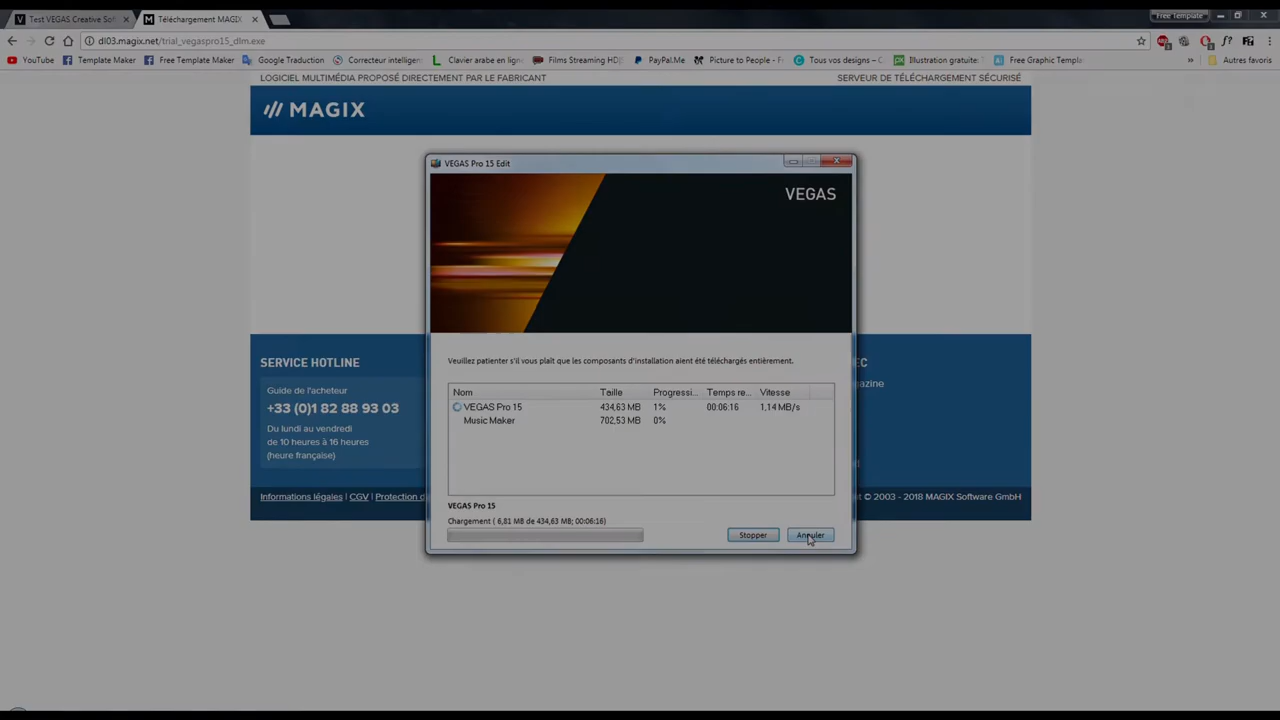 Test VEGAS Creative Soft
Téléchargement MAGIX
Free Template
dl03.magix.net/trial_vegaspro15_dlm.exe
YouTube
Template Maker
Free Template Maker
Google Traduction
Correcteur intelligen
Clavier arabe en lign
Films Streaming HD
PayPal.Me
Picture to People - F
Tous vos designs – C
Illustration gratuite:
Free Graphic Templa
»
Autres favoris
LOGICIEL MULTIMÉDIA PROPOSÉ DIRECTEMENT PAR LE FABRICANT
SERVEUR DE TÉLÉCHARGEMENT SÉCURISÉ
MAGIX
VEGAS Pro 15 Edit
VEGAS
Veuillez patienter s'il vous plaît que les composants d'installation aient été téléchargés entièrement.
Nom Taille Progressi... Temps re... Vitesse
VEGAS Pro 15 434,63 MB 1% 00:06:16 1,14 MB/s
Music Maker 702,53 MB 0%
VEGAS Pro 15
Chargement ( 6,81 MB de 434,63 MB; 00:06:16)
Stopper
Annuler
SERVICE HOTLINE
Guide de l'acheteur
+33 (0)1 82 88 93 03
Du lundi au vendredi
de 10 heures à 16 heures
(heure française)
EC
agazine
Informations légales | CGV | Protection d
© 2003 - 2018 MAGIX Software GmbH